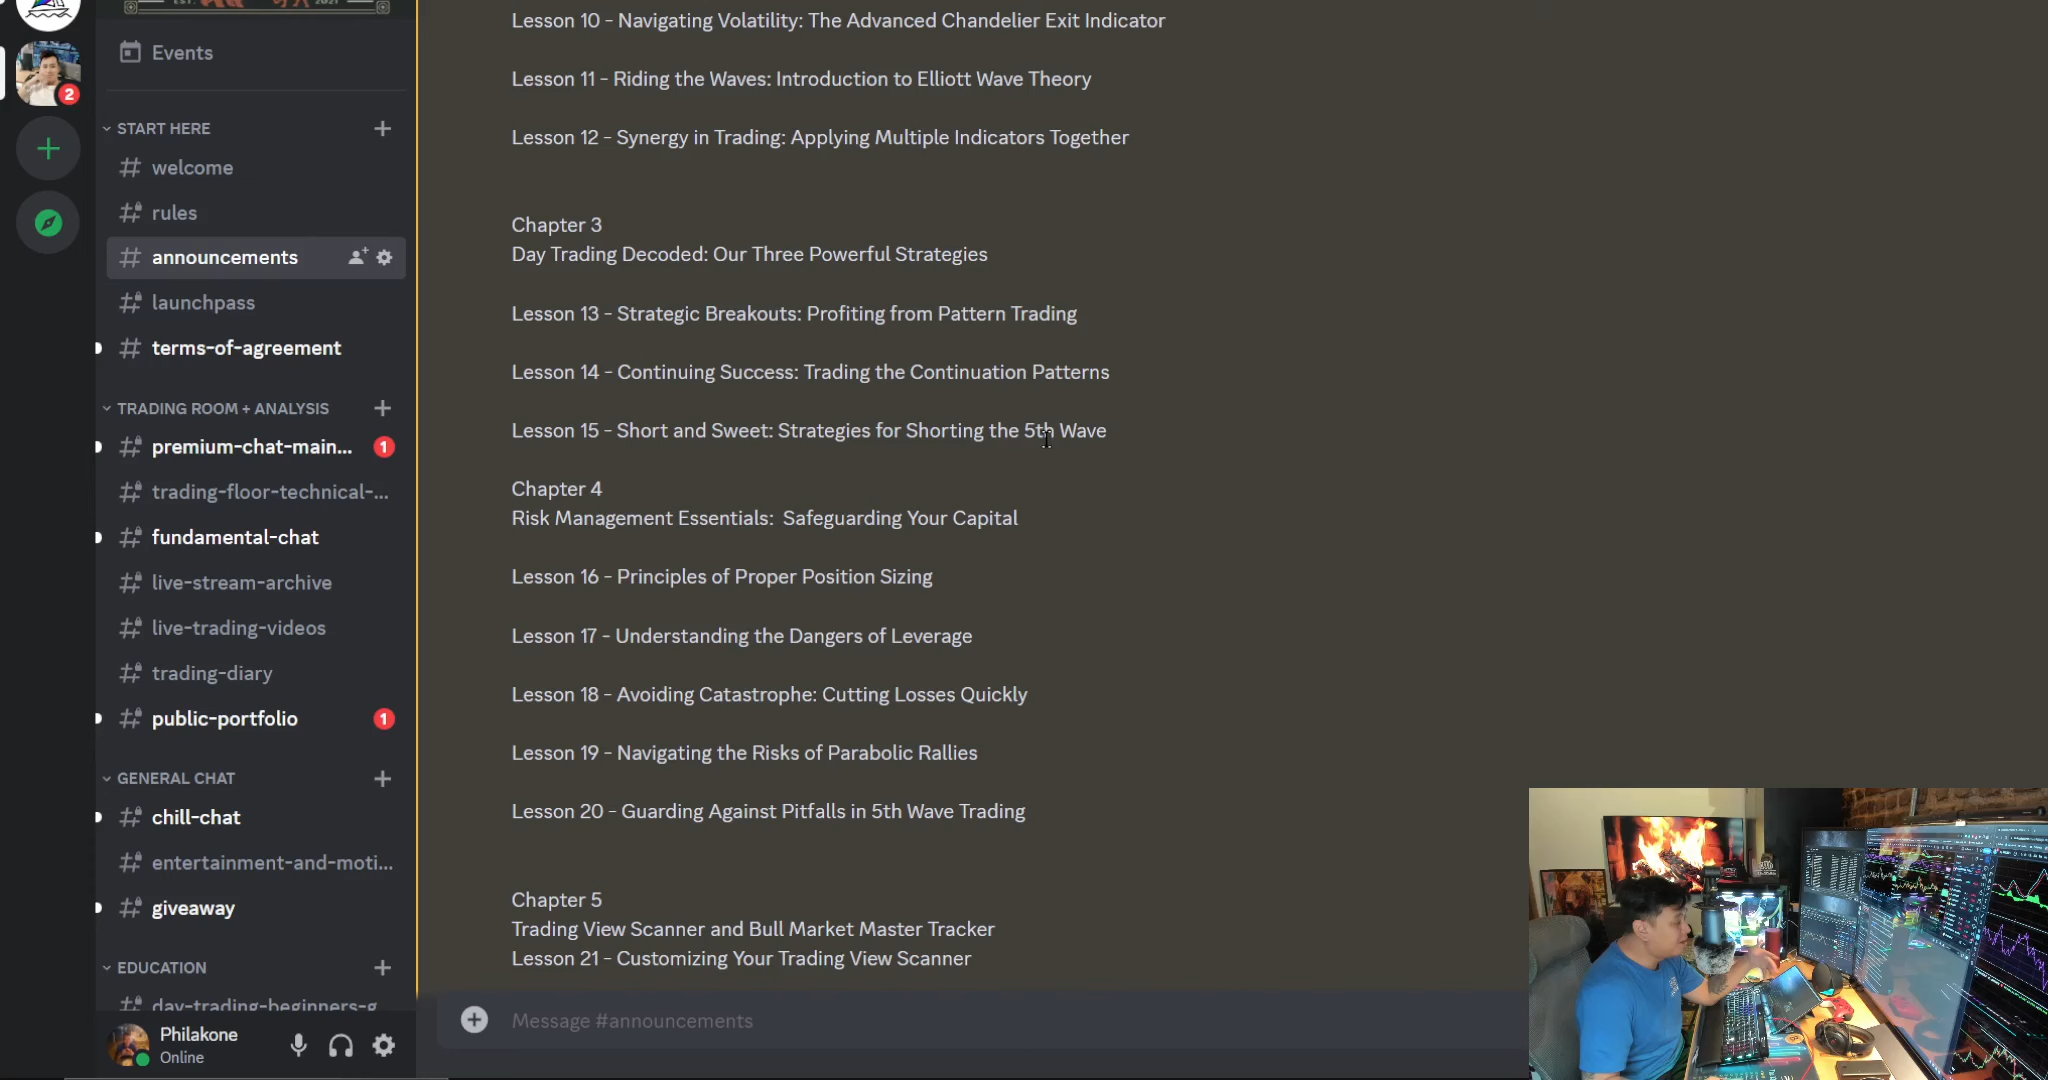 EST. 2021
Events
START HERE
welcome
rules
announcements
launchpass
terms-of-agreement
TRADING ROOM + ANALYSIS
premium-chat-main... 1
trading-floor-technical-...
fundamental-chat
live-stream-archive
live-trading-videos
trading-diary
public-portfolio 1
GENERAL CHAT
chill-chat
entertainment-and-moti...
giveaway
EDUCATION
day-trading-beginners-g
Philakone
Online
2
Lesson 10 - Navigating Volatility: The Advanced Chandelier Exit Indicator
Lesson 11 - Riding the Waves: Introduction to Elliott Wave Theory
Lesson 12 - Synergy in Trading: Applying Multiple Indicators Together
Chapter 3
Day Trading Decoded: Our Three Powerful Strategies
Lesson 13 - Strategic Breakouts: Profiting from Pattern Trading
Lesson 14 - Continuing Success: Trading the Continuation Patterns
Lesson 15 - Short and Sweet: Strategies for Shorting the 5th Wave
Chapter 4
Risk Management Essentials:  Safeguarding Your Capital
Lesson 16 - Principles of Proper Position Sizing
Lesson 17 - Understanding the Dangers of Leverage
Lesson 18 - Avoiding Catastrophe: Cutting Losses Quickly
Lesson 19 - Navigating the Risks of Parabolic Rallies
Lesson 20 - Guarding Against Pitfalls in 5th Wave Trading
Chapter 5
Trading View Scanner and Bull Market Master Tracker
Lesson 21 - Customizing Your Trading View Scanner
Message #announcements